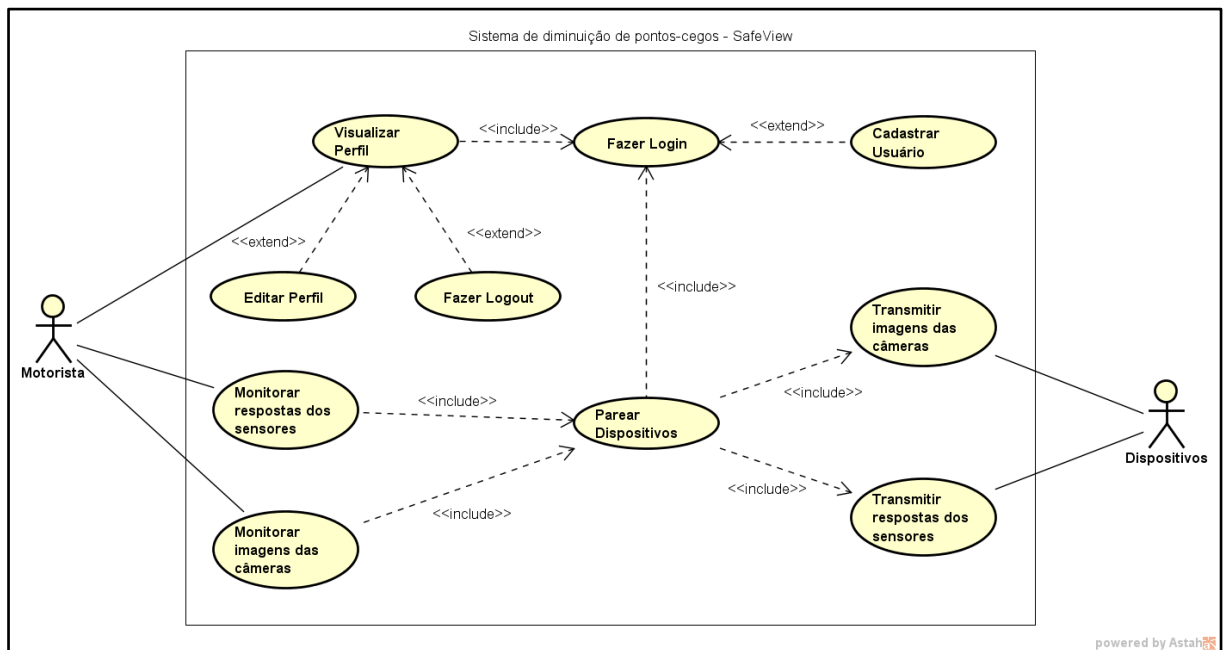 Sistema de diminuição de pontos-cegos - SafeView
Visualizar
Perfil
<<include>>
Fazer Login
<<extend>>
Cadastrar
Usuário
<<extend>>
<<extend>>
Editar Perfil
Fazer Logout
<<include>>
Transmitir
imagens das
câmeras
Motorista
Monitorar
respostas dos
sensores
<<include>>
Parear
Dispositivos
<<include>>
Dispositivos
<<include>>
Transmitir
respostas dos
sensores
Monitorar
imagens das
câmeras
<<include>>
powered by Astah